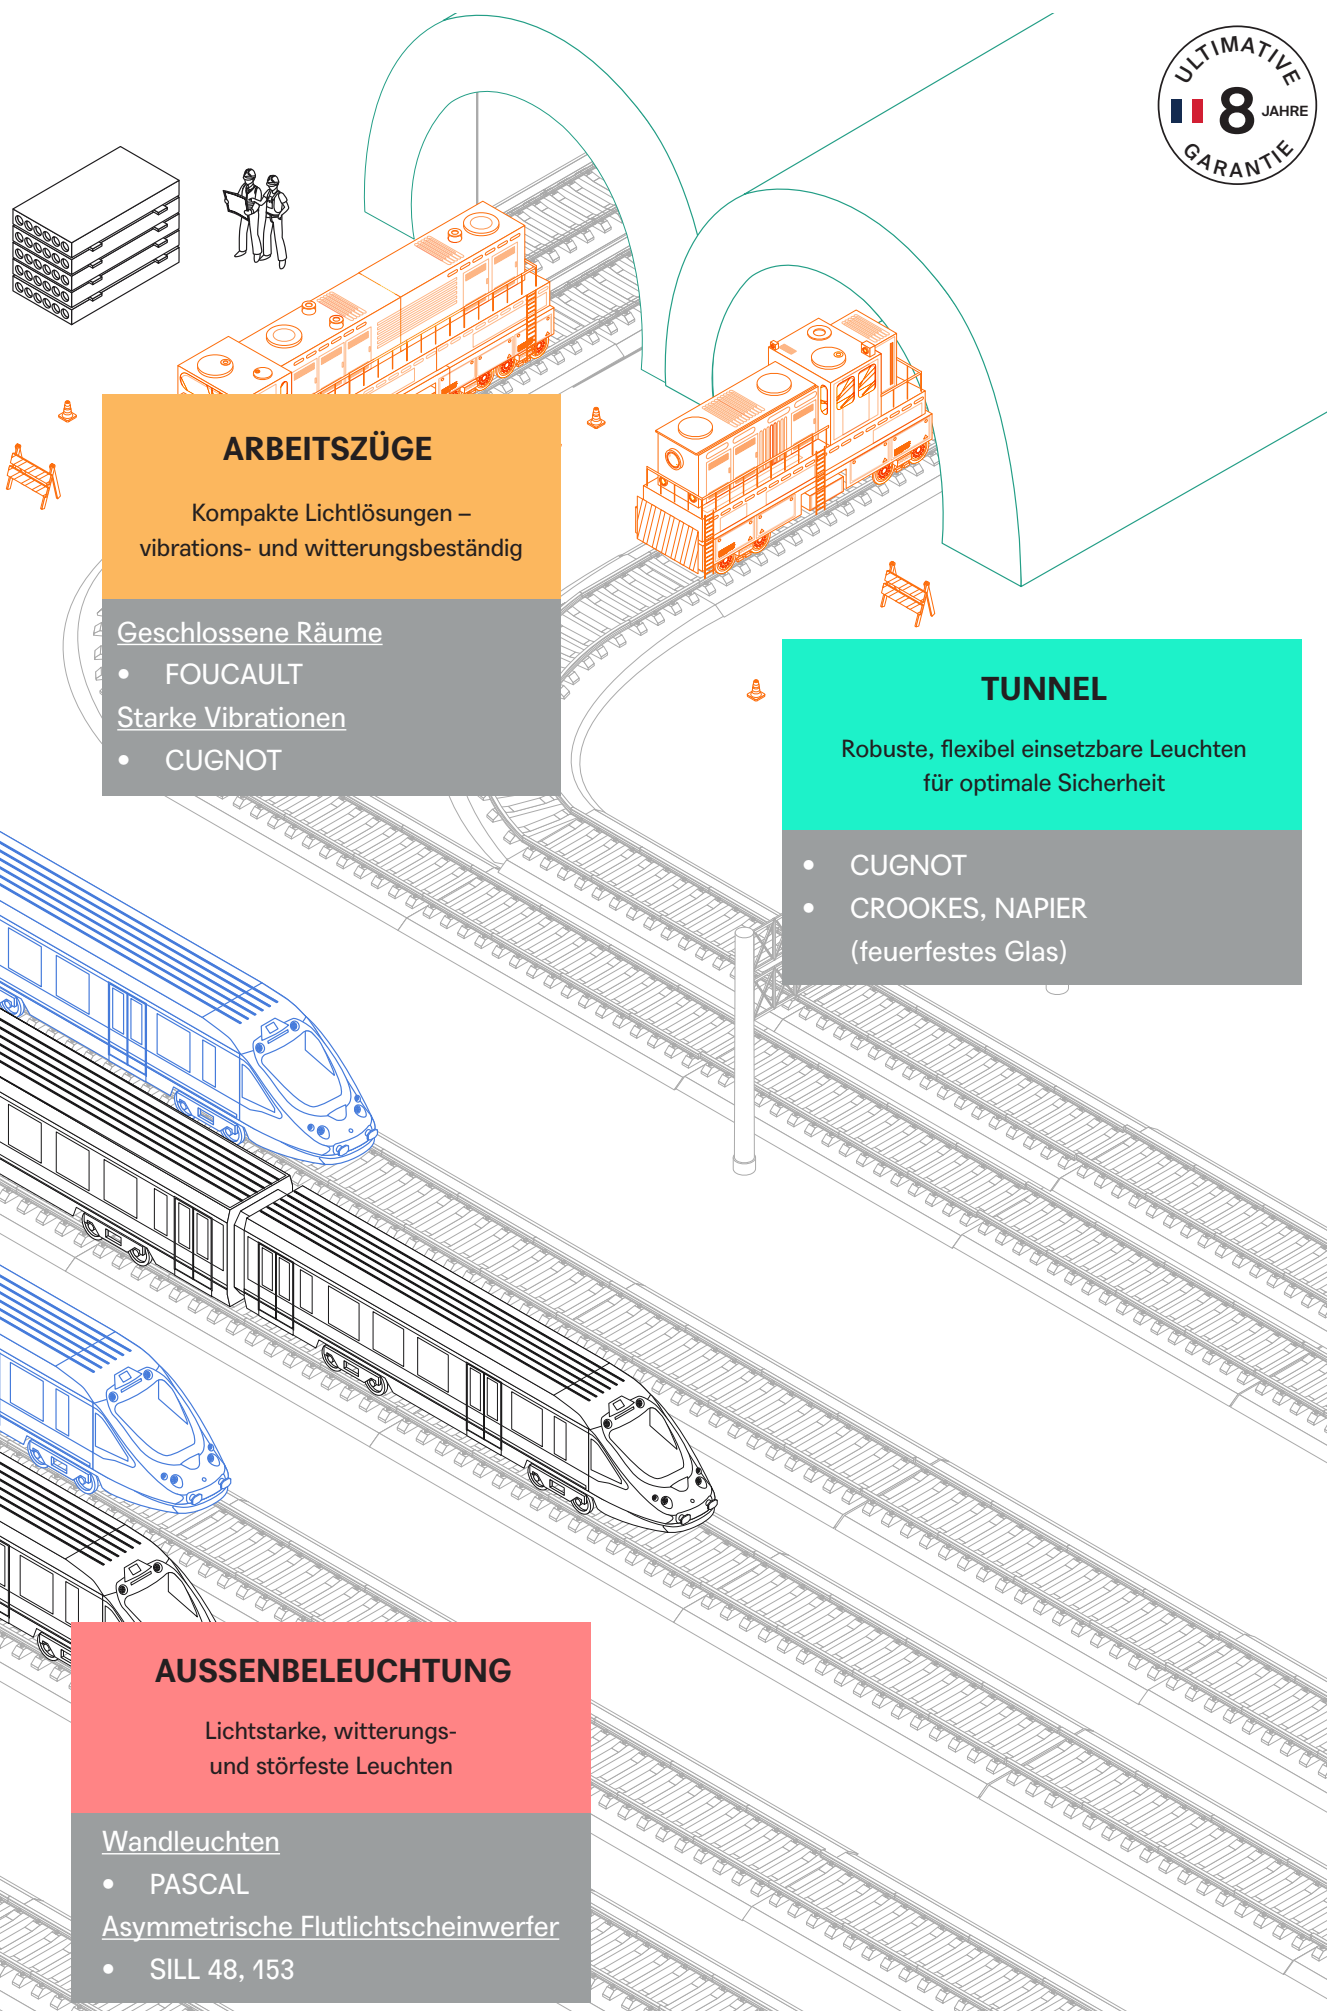 ULTIMATIVE
8 JAHRE
GARANTIE
ARBEITSZÜGE
Kompakte Lichtlösungen –
vibrations- und witterungsbeständig
Geschlossene Räume
• FOUCAULT
Starke Vibrationen
• CUGNOT
TUNNEL
Robuste, flexibel einsetzbare Leuchten
für optimale Sicherheit
• CUGNOT
• CROOKES, NAPIER
(feuerfestes Glas)
AUSSENBELEUCHTUNG
Lichtstarke, witterungs-
und störfeste Leuchten
Wandleuchten
• PASCAL
Asymmetrische Flutlichtscheinwerfer
• SILL 48, 153